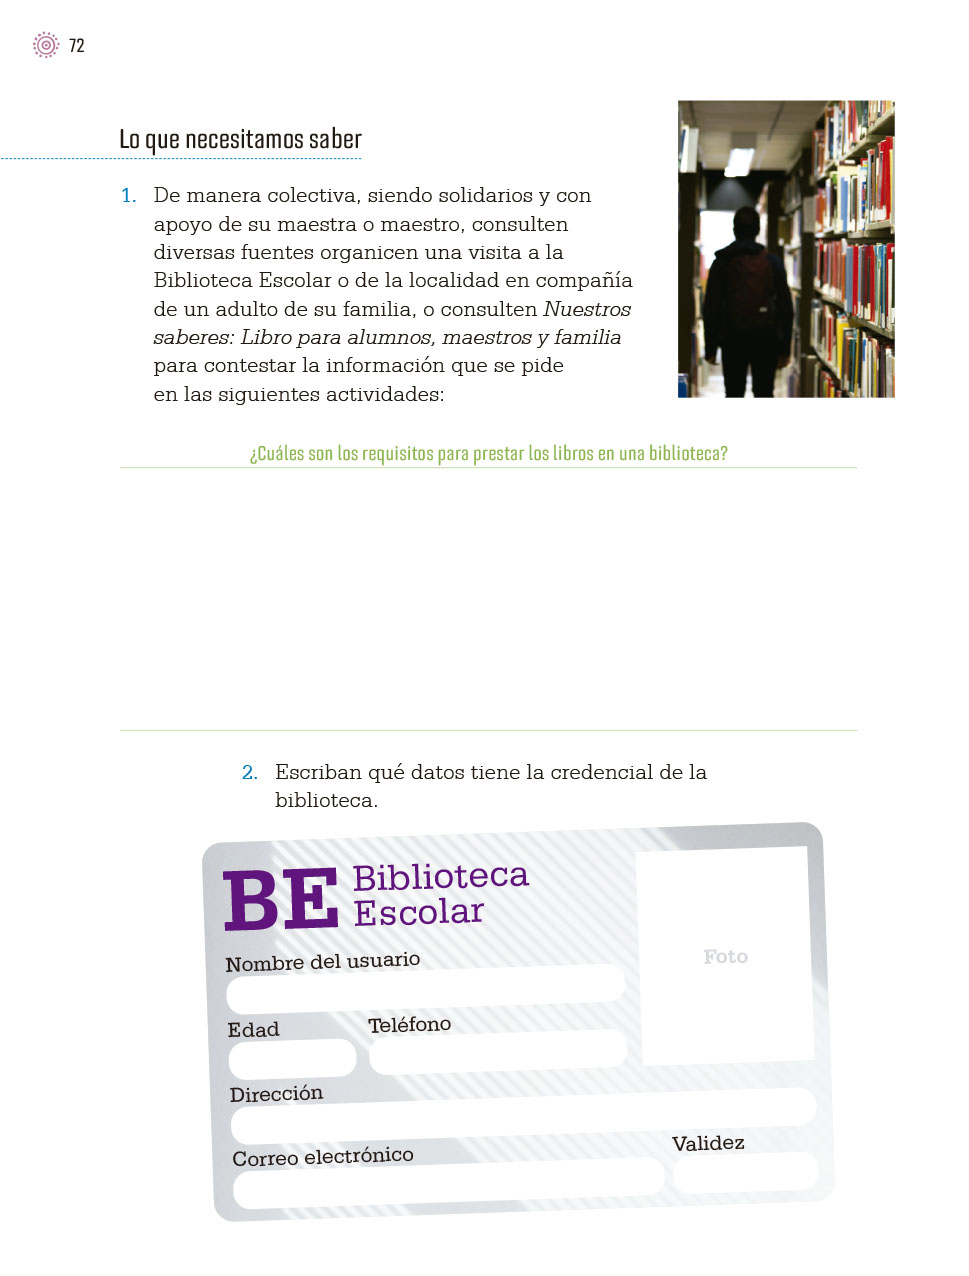 72
Lo que necesitamos saber
1. De manera colectiva, siendo solidarios y con
apoyo de su maestra o maestro, consulten
diversas fuentes organicen una visita a la
Biblioteca Escolar o de la localidad en compañía
de un adulto de su familia, o consulten Nuestros
saberes: Libro para alumnos, maestros y familia
para contestar la información que se pide
en las siguientes actividades:
¿Cuáles son los requisitos para prestar los libros en una biblioteca?
2. Escriban qué datos tiene la credencial de la
biblioteca.
BE Biblioteca
Escolar
Foto
Nombre del usuario
Edad Teléfono
Dirección
Correo electrónico Validez